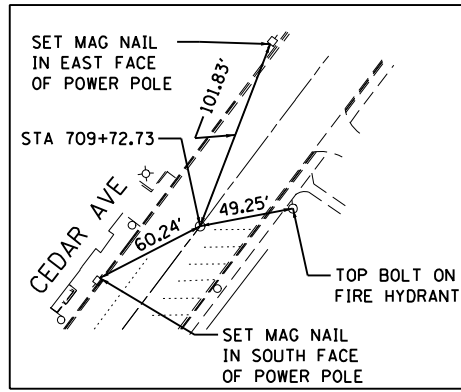 SET MAG NAIL
IN EAST FACE
OF POWER POLE
101.83'
STA 709+72.73
CEDAR AVE
60.24'
49.25'
TOP BOLT ON
FIRE HYDRANT
SET MAG NAIL
IN SOUTH FACE
OF POWER POLE